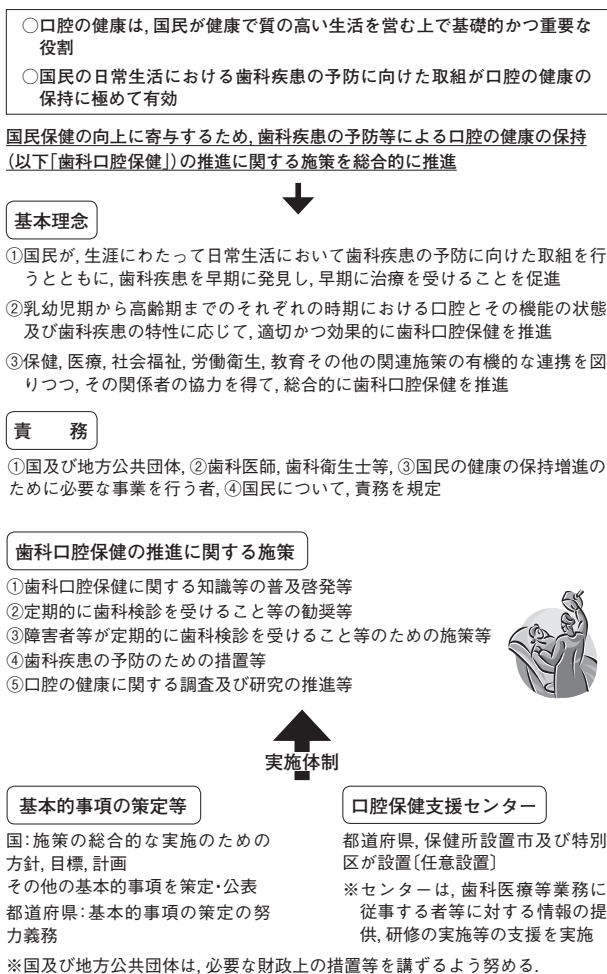 ○口腔の健康は，国民が健康で質の高い生活を営む上で基礎的かつ重要な
役割
○国民の日常生活における歯科疾患の予防に向けた取組が口腔の健康の
保持に極めて有効
国民保健の向上に寄与するため，歯科疾患の予防等による口腔の健康の保持
（以下「歯科口腔保健」）の推進に関する施策を総合的に推進
基本理念
①国民が，生涯にわたって日常生活において歯科疾患の予防に向けた取組を行
うとともに，歯科疾患を早期に発見し，早期に治療を受けることを促進
②乳幼児期から高齢期までのそれぞれの時期における口腔とその機能の状態
及び歯科疾患の特性に応じて，適切かつ効果的に歯科口腔保健を推進
③保健，医療，社会福祉，労働衛生，教育その他の関連施策の有機的な連携を図
りつつ，その関係者の協力を得て，総合的に歯科口腔保健を推進
責　務
①国及び地方公共団体，②歯科医師，歯科衛生士等，③国民の健康の保持増進の
ために必要な事業を行う者，④国民について，責務を規定
歯科口腔保健の推進に関する施策
①歯科口腔保健に関する知識等の普及啓発等
②定期的に歯科検診を受けること等の勧奨等
③障害者等が定期的に歯科検診を受けること等のための施策等
④歯科疾患の予防のための措置等
⑤口腔の健康に関する調査及び研究の推進等
実施体制
基本的事項の策定等
国：施策の総合的な実施のための
方針，目標，計画
その他の基本的事項を策定・公表
都道府県：基本的事項の策定の努
力義務
口腔保健支援センター
都道府県，保健所設置市及び特別
区が設置〔任意設置〕
※センターは，歯科医療等業務に
従事する者等に対する情報の提
供，研修の実施等の支援を実施
※国及び地方公共団体は，必要な財政上の措置等を講ずるよう努める．